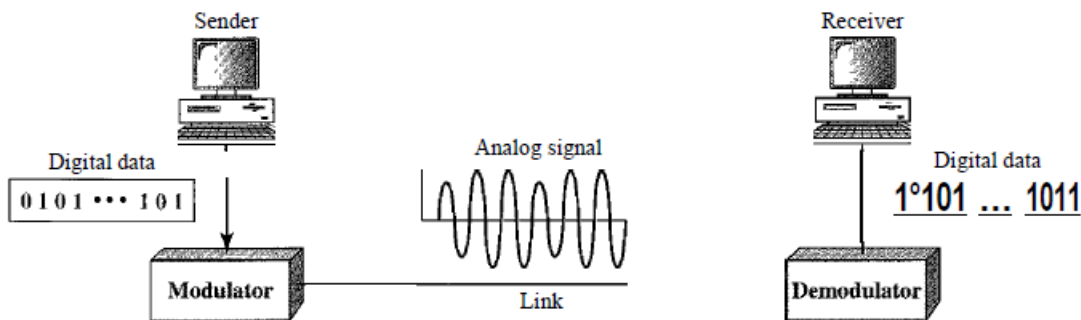 Sender
Receiver
Digital data
0101 ••• 101
Analog signal
Digital data
1°101 ... 1011
Modulator
Link
Demodulator